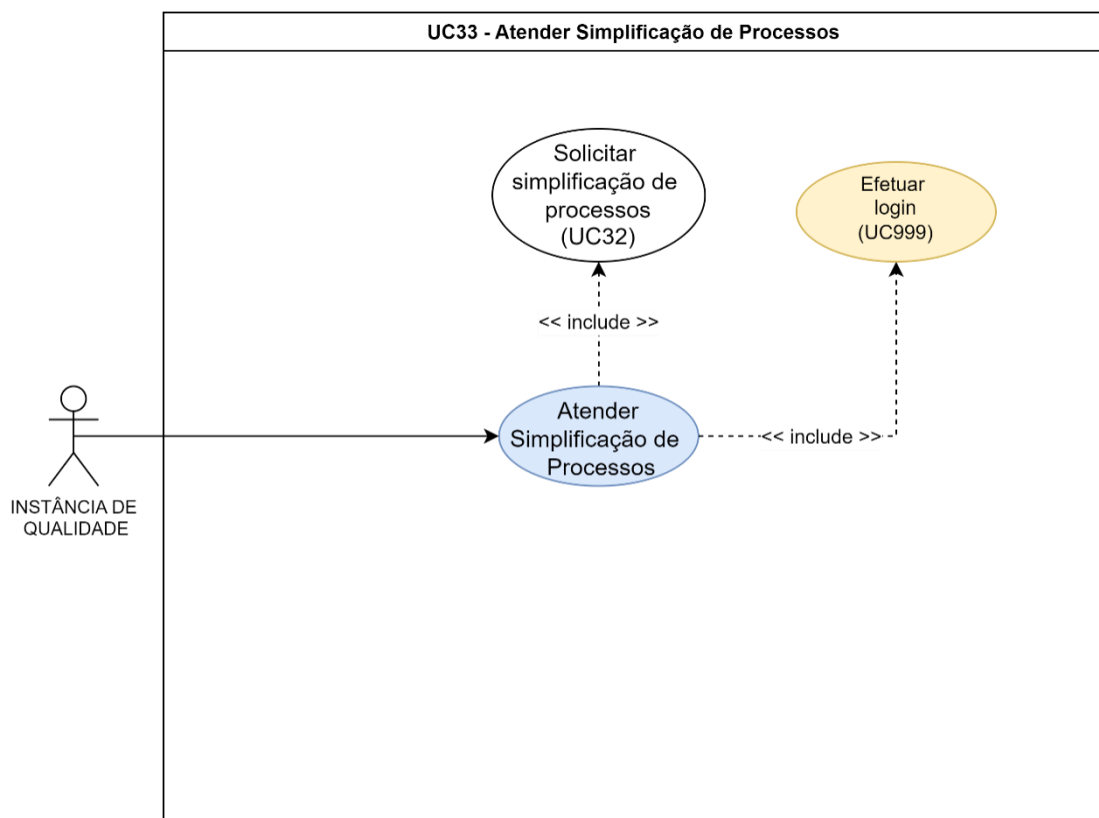 UC33 - Atender Simplificação de Processos
Solicitar
simplificação de
processos
(UC32)
Efetuar
login
(UC999)
<< include >>
Atender
Simplificação de
Processos
<< include >>
INSTÂNCIA DE
QUALIDADE